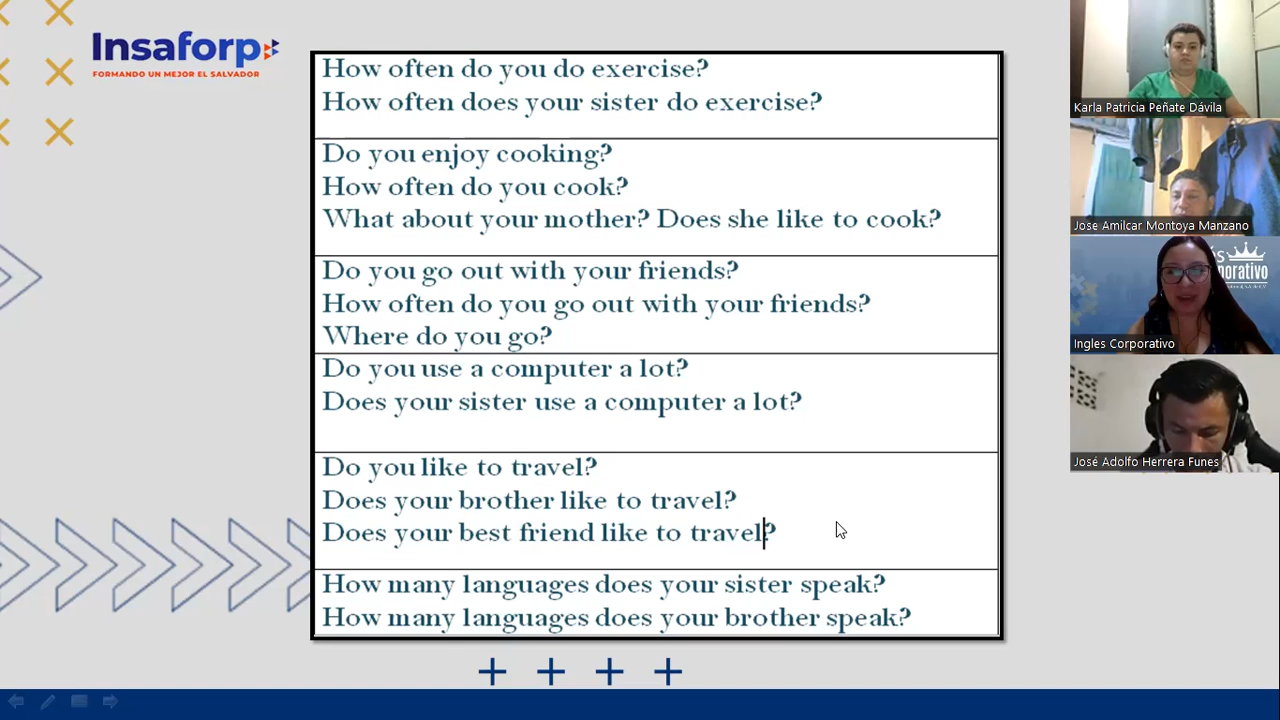 Insaforp
FORMANDO UN MEJOR EL SALVADOR
How often do you do exercise?
How often does your sister do exercise?
Do you enjoy cooking?
How often do you cook?
What about your mother? Does she like to cook?
Do you go out with your friends?
How often do you go out with your friends?
Where do you go?
Do you use a computer a lot?
Does your sister use a computer a lot?
Do you like to travel?
Does your brother like to travel?
Does your best friend like to travel?
How many languages does your sister speak?
How many languages does your brother speak?
Karla Patricia Peñate Dávila
Jose Amílcar Montoya Manzano
Ingles Corporativo
José Adolfo Herrera Funes